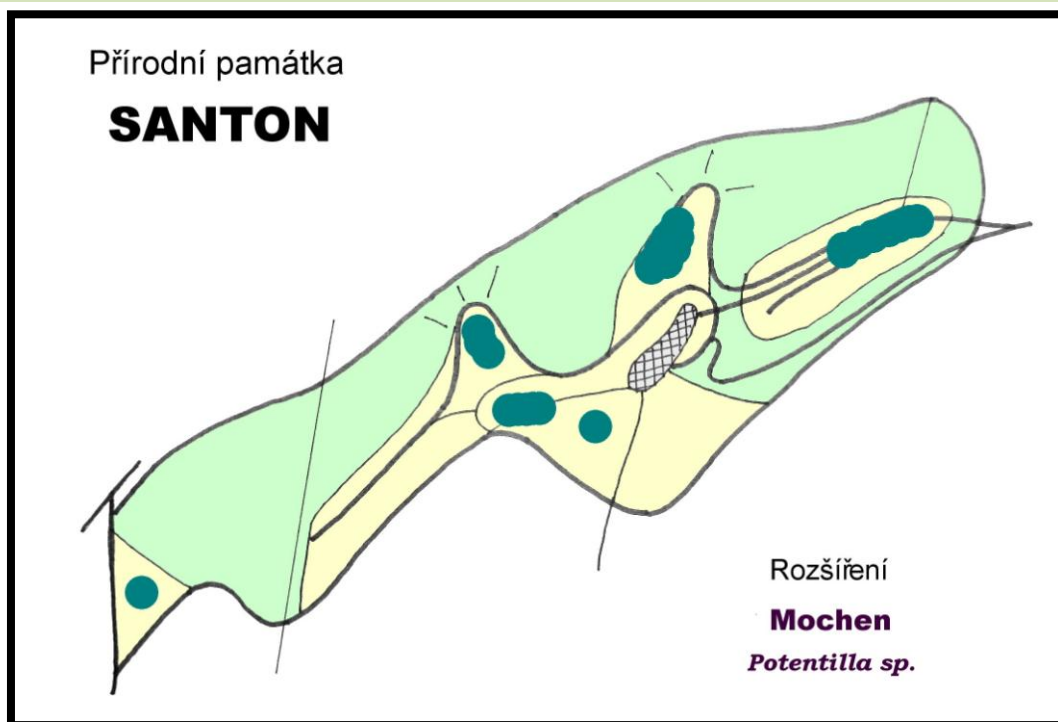 Přírodní památka
SANTON
Rozšíření
Mochen
Potentilla sp.